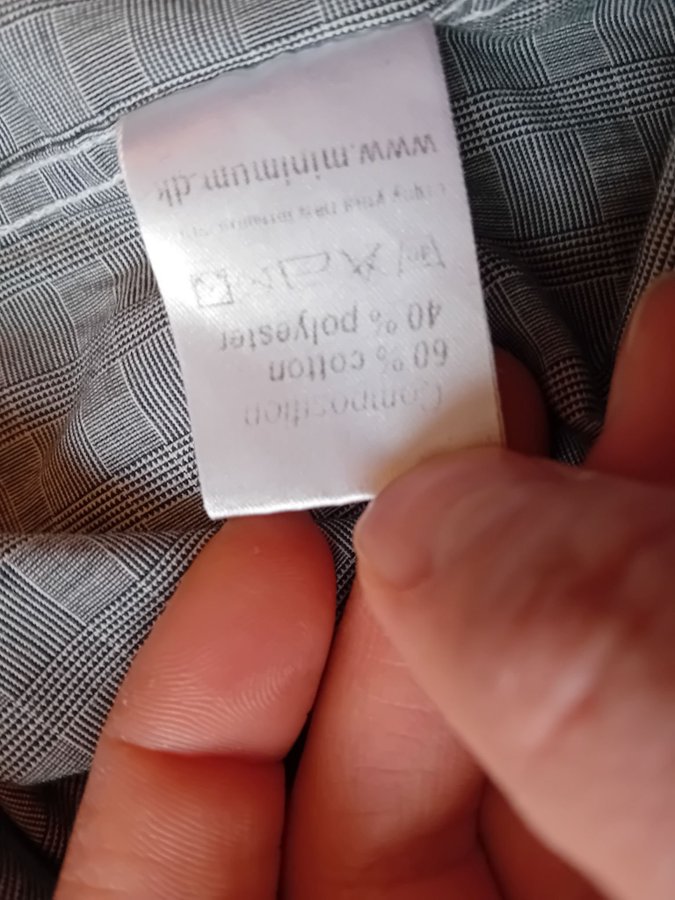 Composition
60 % cotton
40 % polyester
www.minimum.dk